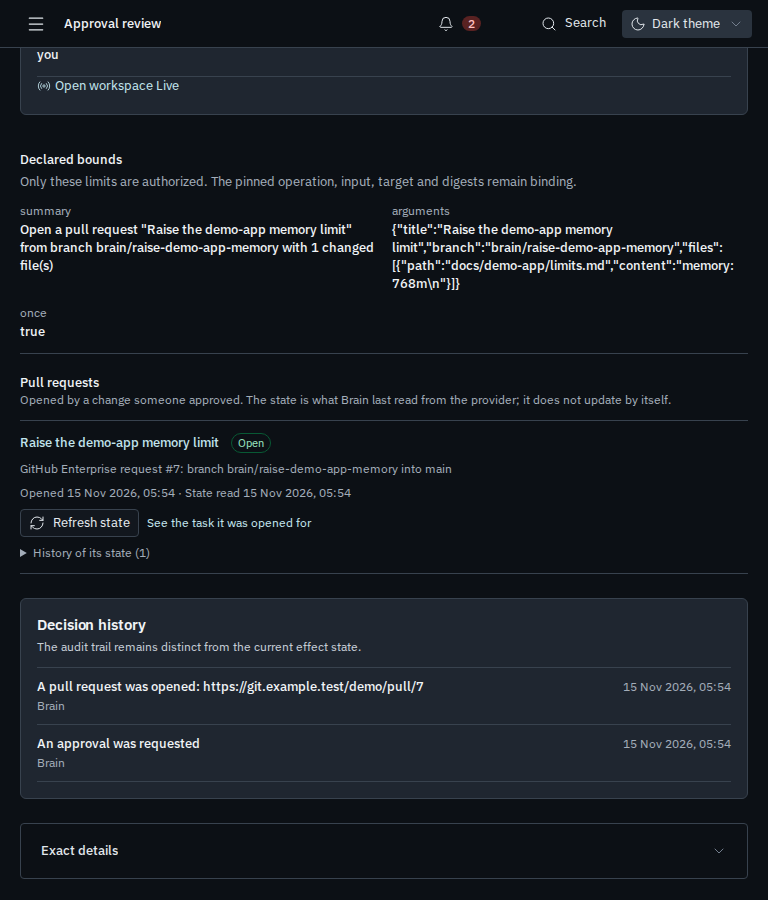 Approval review
2
Search
Dark theme
you
Open workspace Live
Declared bounds
Only these limits are authorized. The pinned operation, input, target and digests remain binding.
summary
Open a pull request "Raise the demo-app memory limit"
from branch brain/raise-demo-app-memory with 1 changed
file(s)
arguments
{"title":"Raise the demo-app memory
limit","branch":"brain/raise-demo-app-memory","files":
[{"path":"docs/demo-app/limits.md","content":"memory:
768m\n"}]}
once
true
Pull requests
Opened by a change someone approved. The state is what Brain last read from the provider; it does not update by itself.
Raise the demo-app memory limit
Open
GitHub Enterprise request #7: branch brain/raise-demo-app-memory into main
Opened 15 Nov 2026, 05:54 · State read 15 Nov 2026, 05:54
Refresh state
See the task it was opened for
History of its state (1)
Decision history
The audit trail remains distinct from the current effect state.
A pull request was opened: https://git.example.test/demo/pull/7
15 Nov 2026, 05:54
Brain
An approval was requested
15 Nov 2026, 05:54
Brain
Exact details